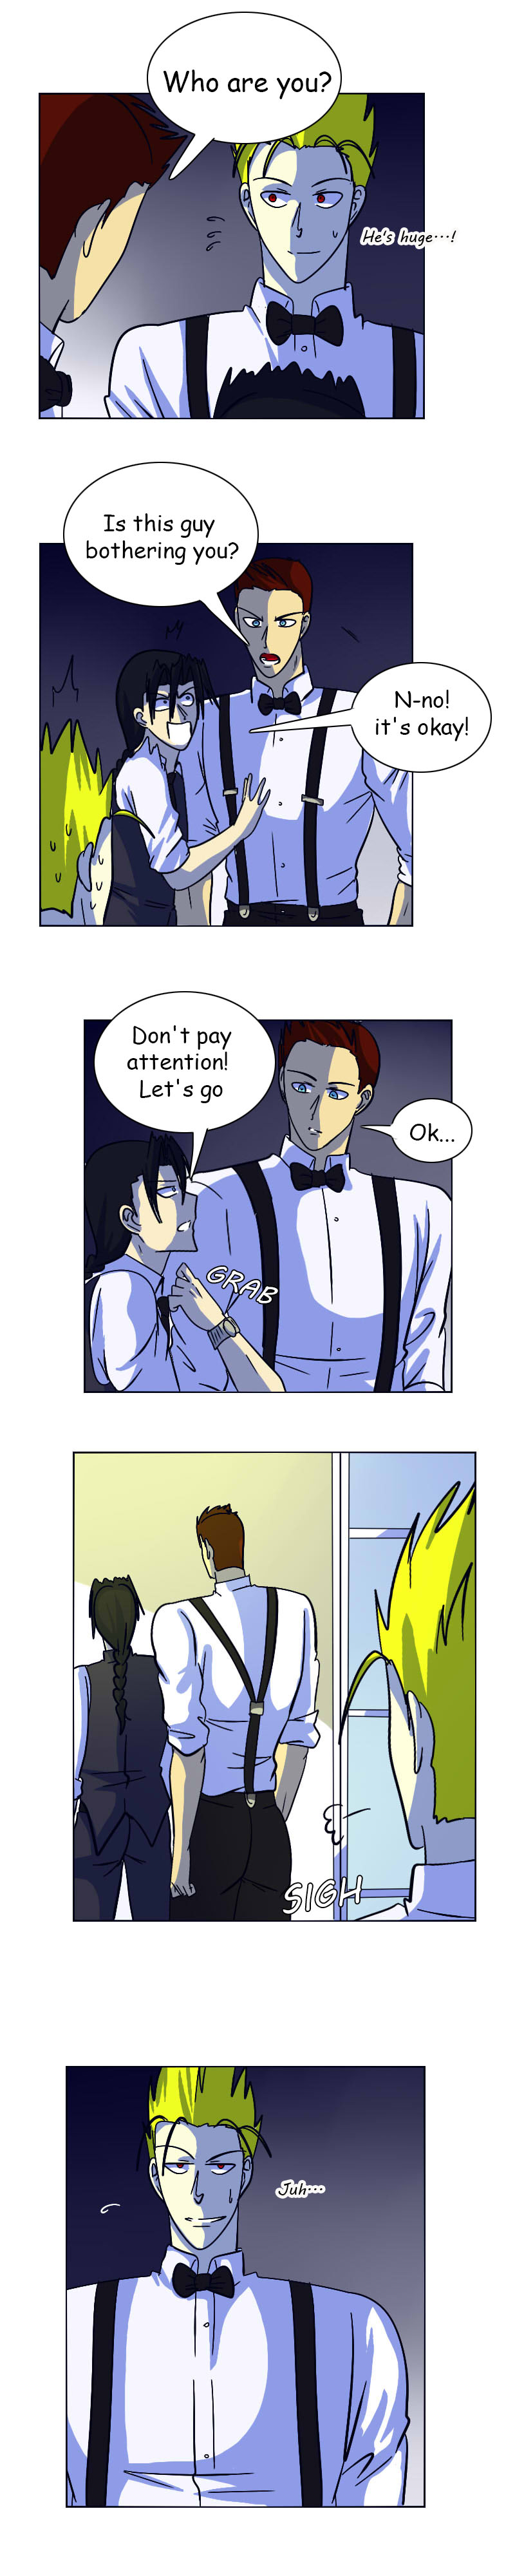 Who are you?
He's huge...!
Is this guy
bothering you?
N-no!
it's okay!
Don't pay
attention!
Let's go
Ok...
GRAB
SIGH
Juh...